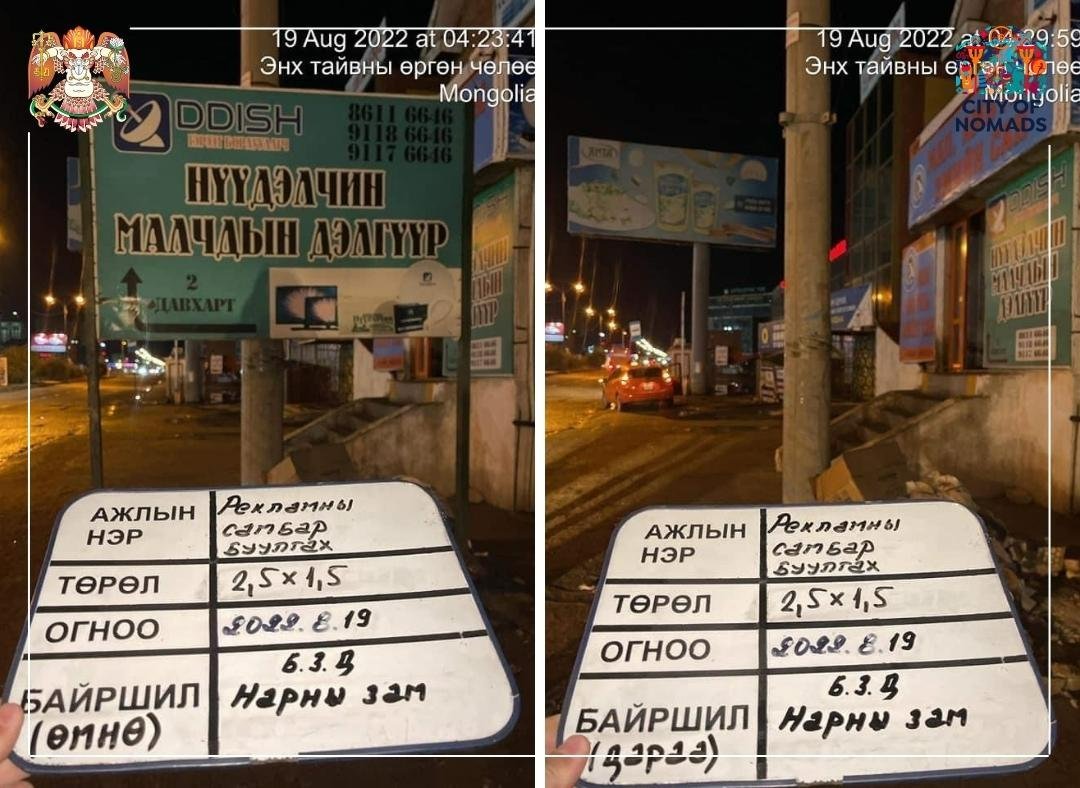 19 Aug 2022 at 04:23:41
Энх тайвны өргөн чөлөө
Mongolia
DDISH
8611 6646
9118 6646
9117 6646
НҮҮДЭЛЧИН
МАЛЧДЫН ДЭЛГҮҮР
2
ДАВХАРТ
АЖЛЫН
НЭР
Рекламны
самбар
буулгах
ТӨРӨЛ
2,5 x 1,5
ОГНОО
2022.8.19
БАЙРШИЛ
(өмнө)
Б.З.Д
Нарны зам
19 Aug 2022 at 04:29:59
Энх тайвны өргөн чөлөө
Mongolia
CITY OF
NOMADS
DDISH
НҮҮДЭЛЧИН
МАЛЧДЫН
ДЭЛГҮҮР
АЖЛЫН
НЭР
Рекламны
самбар
буулгах
ТӨРӨЛ
2,5 x 1,5
ОГНОО
2022.8.19
БАЙРШИЛ
(дараа)
Б.З.Д
Нарны зам